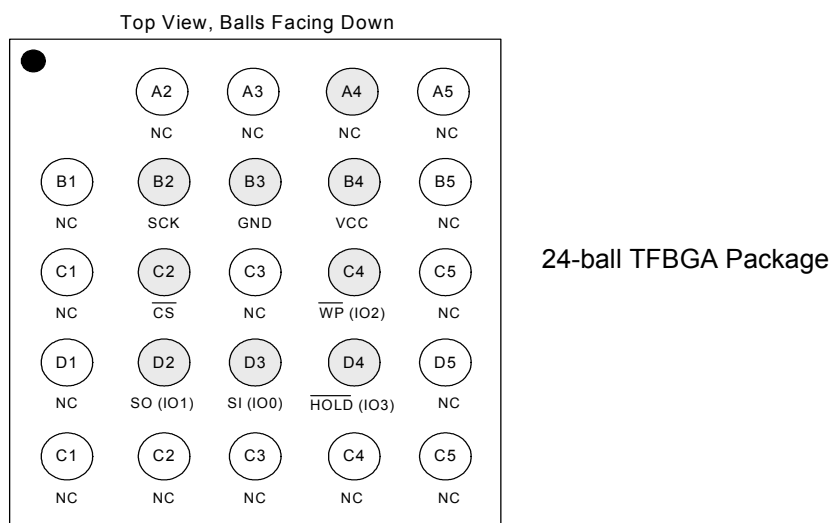 Top View, Balls Facing Down
A2 A3 A4 A5
NC NC NC NC
B1 B2 B3 B4 B5
NC SCK GND VCC NC
24-ball TFBGA Package
C1 C2 C3 C4 C5
NC C̅S̅ NC W̅P̅ (IO2) NC
D1 D2 D3 D4 D5
NC SO (IO1) SI (IO0) H̅O̅L̅D̅ (IO3) NC
C1 C2 C3 C4 C5
NC NC NC NC NC